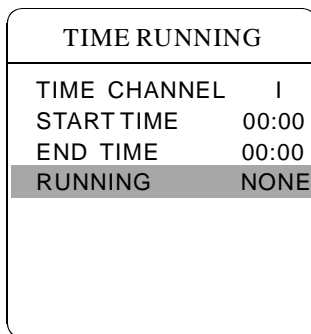 TIME RUNNING
TIME CHANNEL I
START TIME 00:00
END TIME 00:00
RUNNING NONE